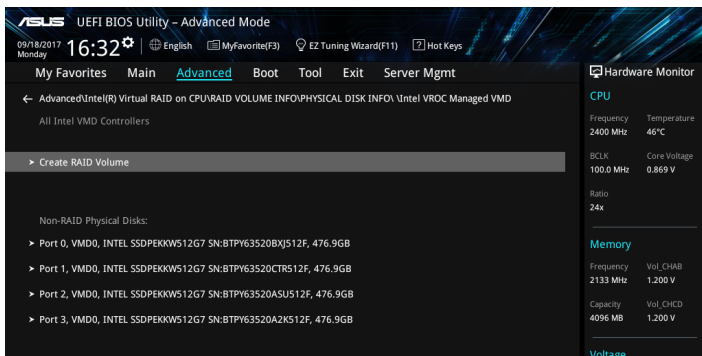 ASUS UEFI BIOS Utility – Advanced Mode
09/18/2017 Monday 16:32 English MyFavorite(F3) EZ Tuning Wizard(F11) Hot Keys
My Favorites Main Advanced Boot Tool Exit Server Mgmt
Hardware Monitor
Advanced\Intel(R) Virtual RAID on CPU\RAID VOLUME INFO\PHYSICAL DISK INFO\ \Intel VROC Managed VMD
All Intel VMD Controllers
Create RAID Volume
Non-RAID Physical Disks:
Port 0, VMD0, INTEL SSDPEKKW512G7 SN:BTPY63520BXJ512F, 476.9GB
Port 1, VMD0, INTEL SSDPEKKW512G7 SN:BTPY63520CTR512F, 476.9GB
Port 2, VMD0, INTEL SSDPEKKW512G7 SN:BTPY63520ASU512F, 476.9GB
Port 3, VMD0, INTEL SSDPEKKW512G7 SN:BTPY63520A2K512F, 476.9GB
CPU
Frequency Temperature
2400 MHz 46°C
BCLK Core Voltage
100.0 MHz 0.869 V
Ratio
24x
Memory
Frequency Vol_CHAB
2133 MHz 1.200 V
Capacity Vol_CHCD
4096 MB 1.200 V
Voltage